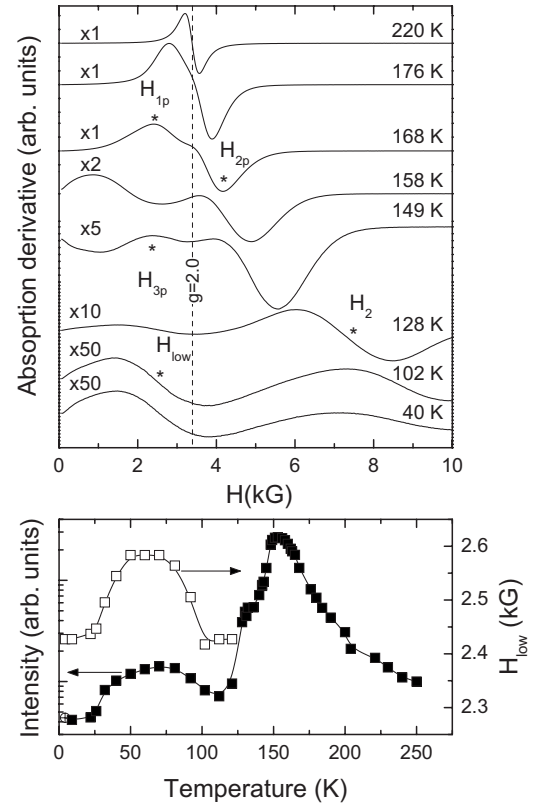 x1
220 K
x1
176 K
H1p
*
x1
H2p
*
168 K
x2
158 K
149 K
x5
*
H3p
g=2.0
x10
H2
*
128 K
Hlow
x50
*
102 K
x50
40 K
Absoprtion derivative (arb. units)
0 2 4 6 8 10
H(kG)
Intensity (arb. units)
2.6
2.5
2.4
2.3
Hlow (kG)
0 50 100 150 200 250
Temperature (K)